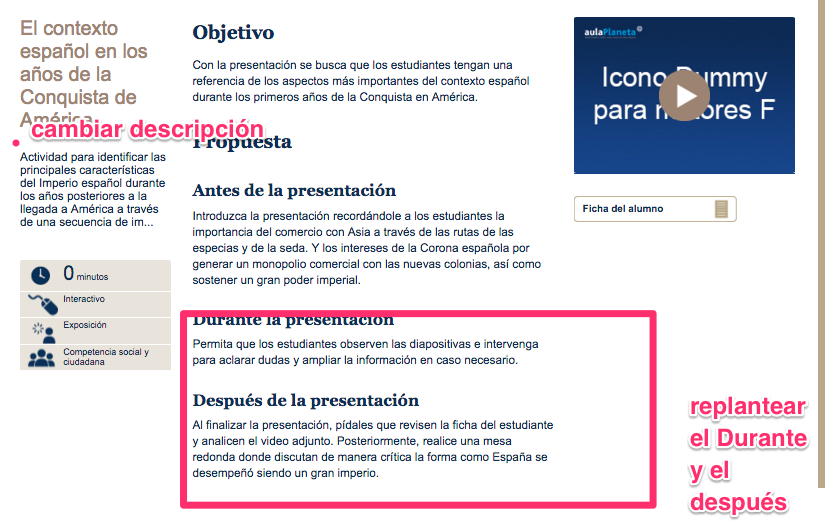 El contexto
español en los
años de la
Conquista de
América
cambiar descripción
Actividad para identificar las
principales características
del Imperio español durante
los años posteriores a la
llegada a América a través
de una secuencia de im...
0 minutos
Interactivo
Exposición
Competencia social y
ciudadana
Objetivo
Con la presentación se busca que los estudiantes tengan una
referencia de los aspectos más importantes del contexto español
durante los primeros años de la Conquista en América.
Propuesta
Antes de la presentación
Introduzca la presentación recordándole a los estudiantes la
importancia del comercio con Asia a través de las rutas de las
especias y de la seda. Y los intereses de la Corona española por
generar un monopolio comercial con las nuevas colonias, así como
sostener un gran poder imperial.
Durante la presentación
Permita que los estudiantes observen las diapositivas e intervenga
para aclarar dudas y ampliar la información en caso necesario.
Después de la presentación
Al finalizar la presentación, pídales que revisen la ficha del estudiante
y analicen el video adjunto. Posteriormente, realice una mesa
redonda donde discutan de manera crítica la forma como España se
desempeñó siendo un gran imperio.
aulaPlaneta
Icono Dummy
para motores F
Ficha del alumno
replantear
el Durante
y el
después